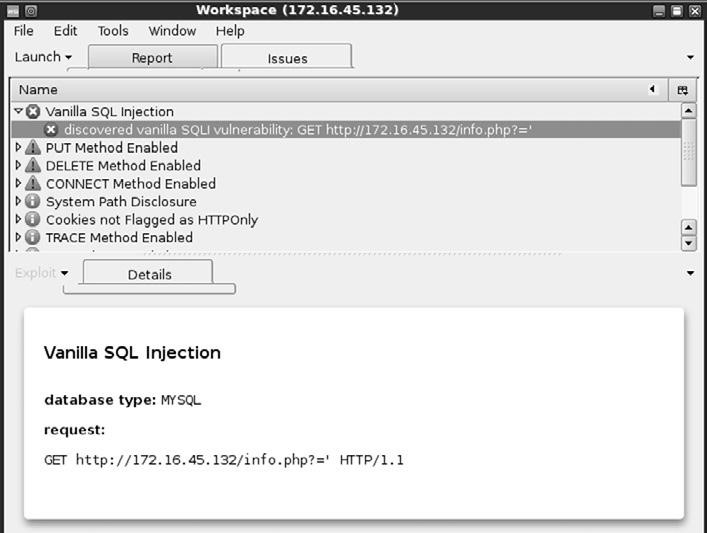 Workspace (172.16.45.132)
File Edit Tools Window Help
Launch Report Issues
Name
Vanilla SQL Injection
discovered vanilla SQLI vulnerability: GET http://172.16.45.132/info.php?='
PUT Method Enabled
DELETE Method Enabled
CONNECT Method Enabled
System Path Disclosure
Cookies not Flagged as HTTPOnly
TRACE Method Enabled
Exploit Details
Vanilla SQL Injection
database type: MYSQL
request:
GET http://172.16.45.132/info.php?=' HTTP/1.1